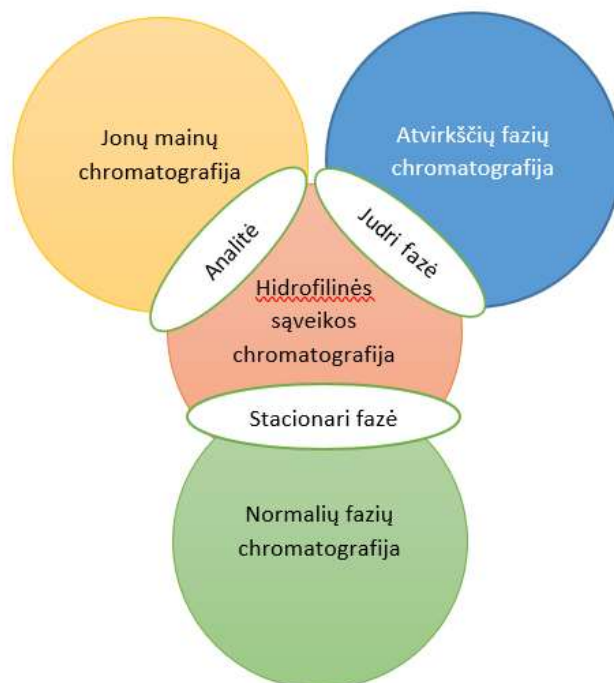 Jonų mainų
chromatografija
Atvirkščių fazių
chromatografija
Analitė
Judri fazė
Hidrofilinės
sąveikos
chromatografija
Stacionari fazė
Normalių fazių
chromatografija